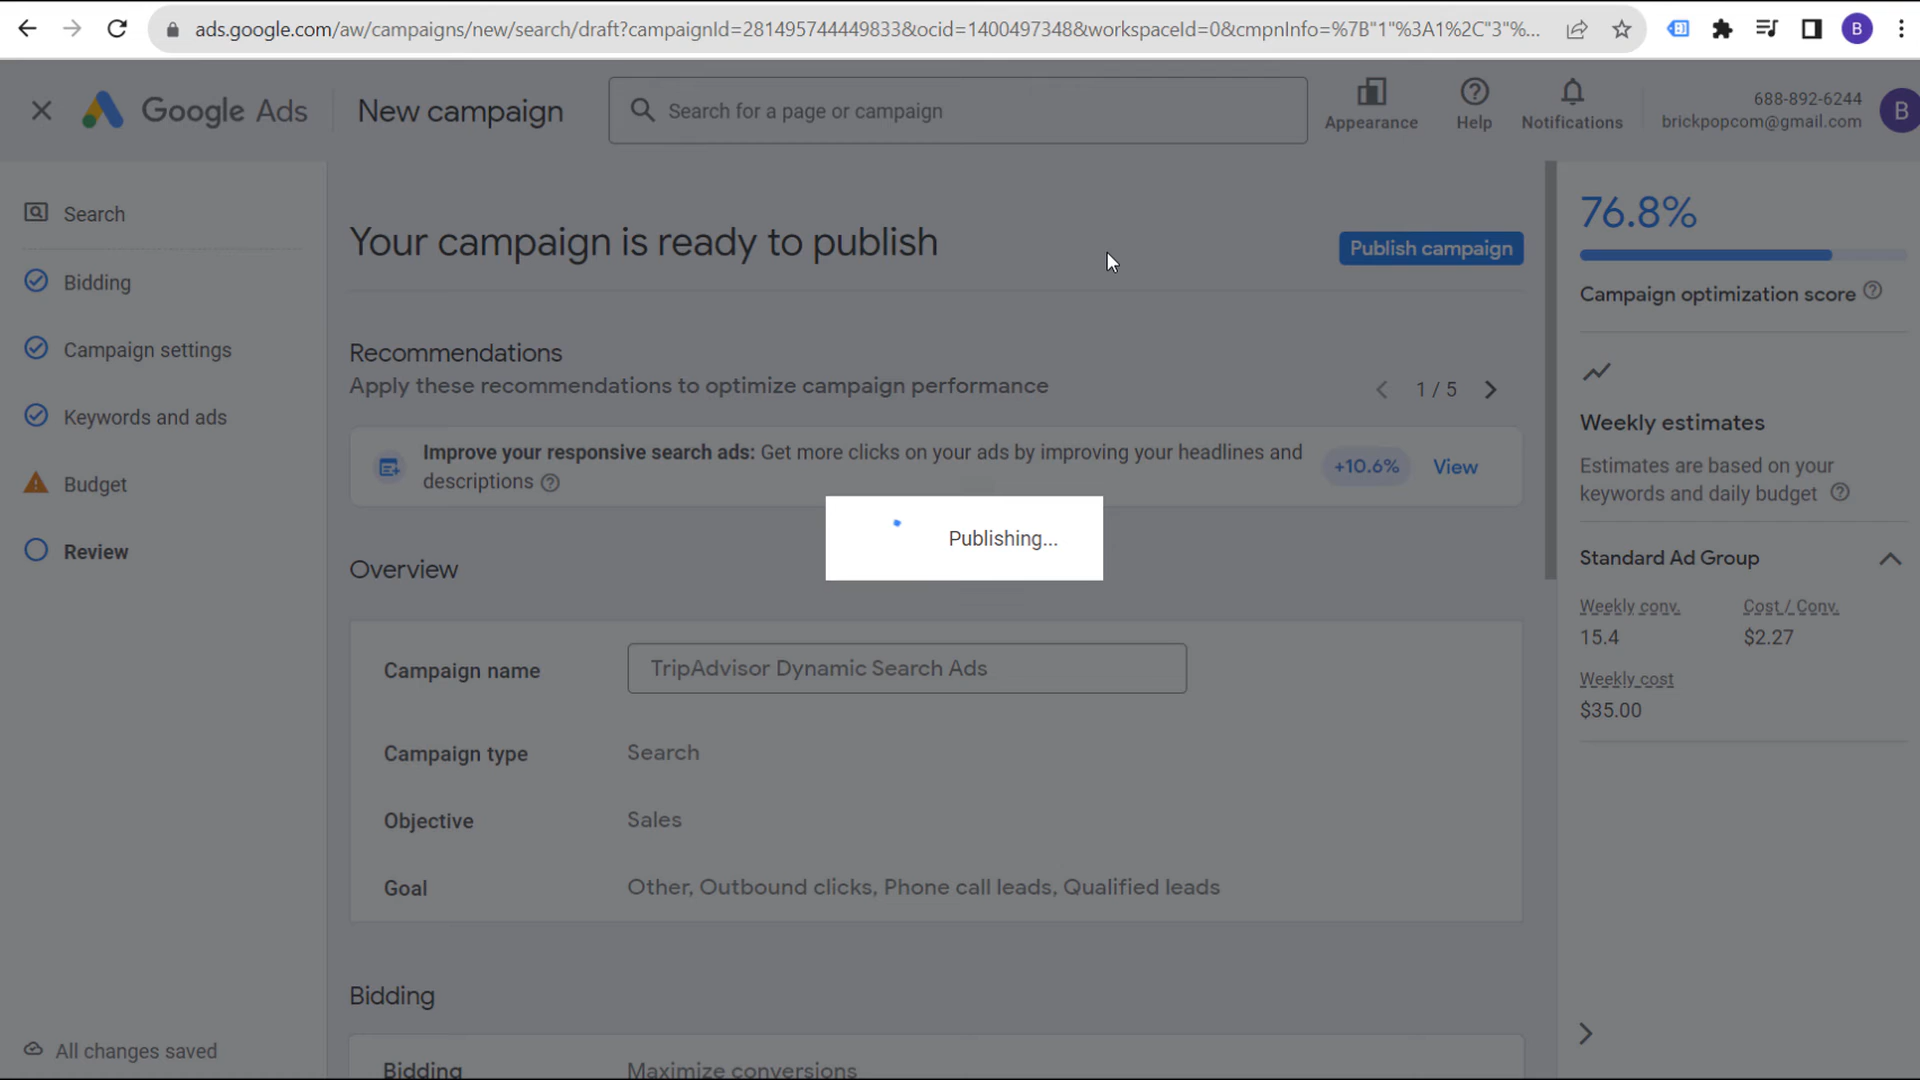 ads.google.com/aw/campaigns/new/search/draft?campaignId=281495744449833&ocid=1400497348&workspaceId=0&cmpnInfo=%7B"1"%3A1%2C"3"%...
B
Google Ads
New campaign
Search for a page or campaign
Appearance
Help
Notifications
688-892-6244
brickpopcom@gmail.com
B
Search
Bidding
Campaign settings
Keywords and ads
Budget
Review
All changes saved
Your campaign is ready to publish
Publish campaign
Recommendations
Apply these recommendations to optimize campaign performance
1 / 5
Improve your responsive search ads: Get more clicks on your ads by improving your headlines and
descriptions
+10.6%
View
Publishing...
Overview
Campaign name
TripAdvisor Dynamic Search Ads
Campaign type
Search
Objective
Sales
Goal
Other, Outbound clicks, Phone call leads, Qualified leads
Bidding
Bidding
Maximize conversions
76.8%
Campaign optimization score
Weekly estimates
Estimates are based on your
keywords and daily budget
Standard Ad Group
Weekly conv.
Cost / Conv.
15.4
$2.27
Weekly cost
$35.00